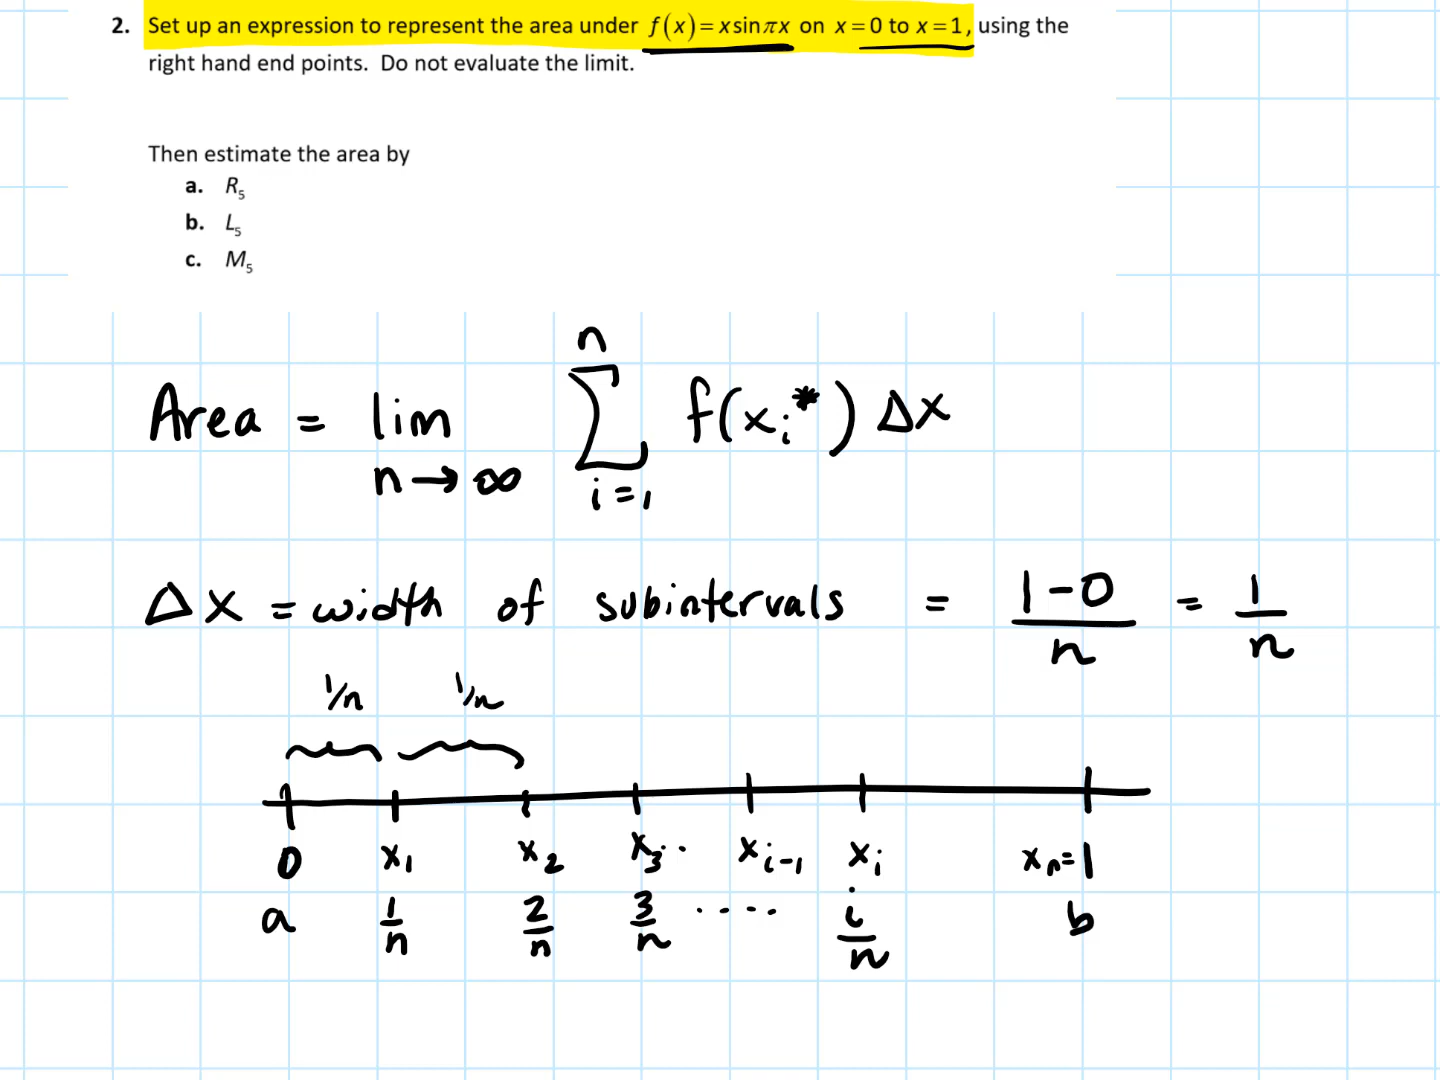 2. Set up an expression to represent the area under f(x)=x sin πx on x=0 to x=1, using the
right hand end points. Do not evaluate the limit.
Then estimate the area by
a. R₅
b. L₅
c. M₅
n
Area = lim ∑ f(xᵢ*) Δx
n→∞ i=1
Δx = width of subintervals = (1-0)/n = 1/n
1/n 1/n
0 x₁ x₂ x₃.. xᵢ₋₁ xᵢ xₙ=1
a 1/n 2/n 3/n .... i/n b